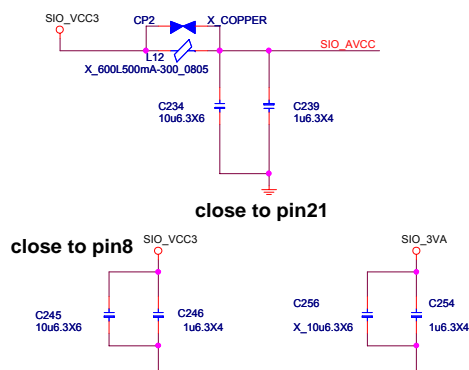 SIO_VCC3
CP2
X_COPPER
L12
X_600L500mA-300_0805
SIO_AVCC
C234
10u6.3X6
C239
1u6.3X4
close to pin21
close to pin8
SIO_VCC3
SIO_3VA
C245
10u6.3X6
C246
1u6.3X4
C256
X_10u6.3X6
C254
1u6.3X4